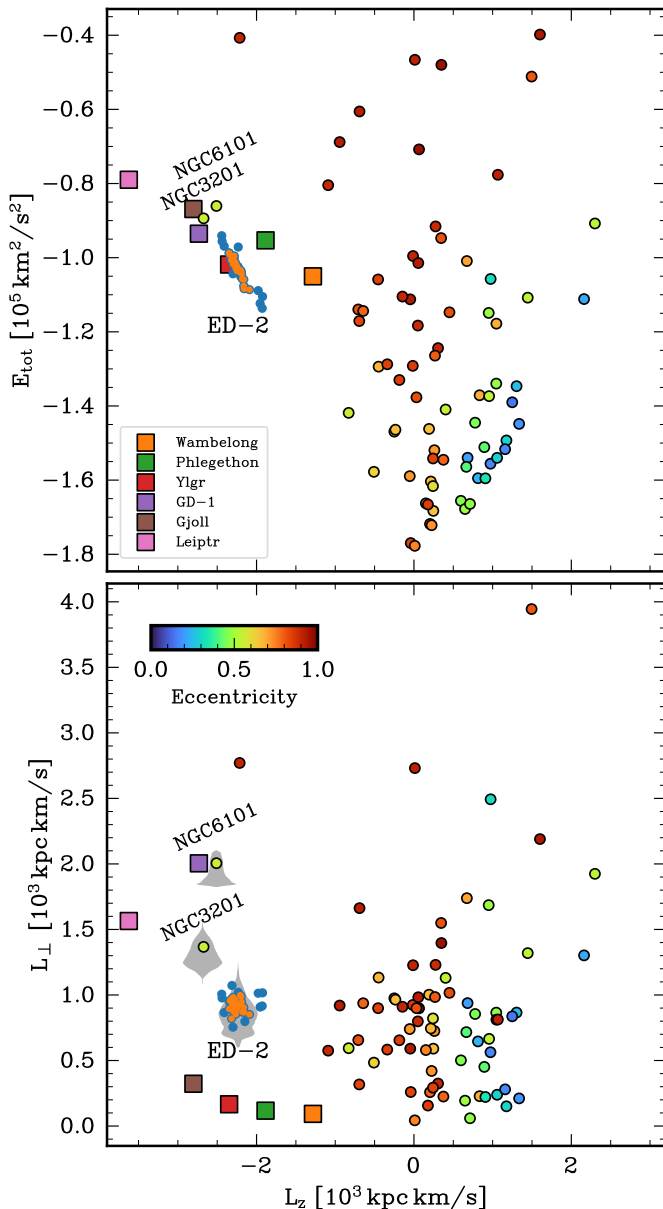 −0.4
−0.6
−0.8
−1.0
−1.2
−1.4
−1.6
−1.8
E_tot [10^5 km^2/s^2]
NGC6101
NGC3201
ED−2
Wambelong
Phlegethon
Ylgr
GD−1
Gjoll
Leiptr
4.0
3.5
3.0
2.5
2.0
1.5
1.0
0.5
0.0
L_⊥ [10^3 kpc km/s]
0.0 0.5 1.0
Eccentricity
NGC6101
NGC3201
ED−2
−2 0 2
L_z [10^3 kpc km/s]